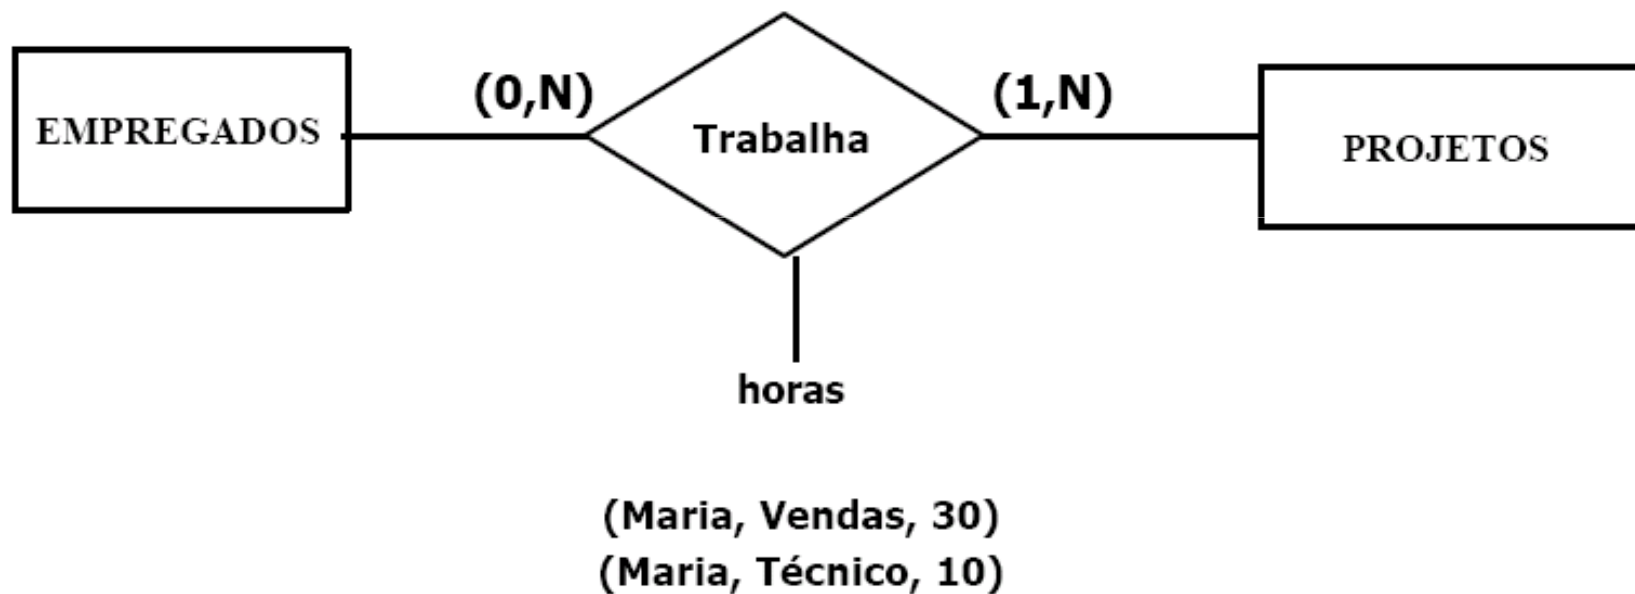 (0,N)
(1,N)
EMPREGADOS
Trabalha
PROJETOS
horas
(Maria, Vendas, 30)
(Maria, Técnico, 10)